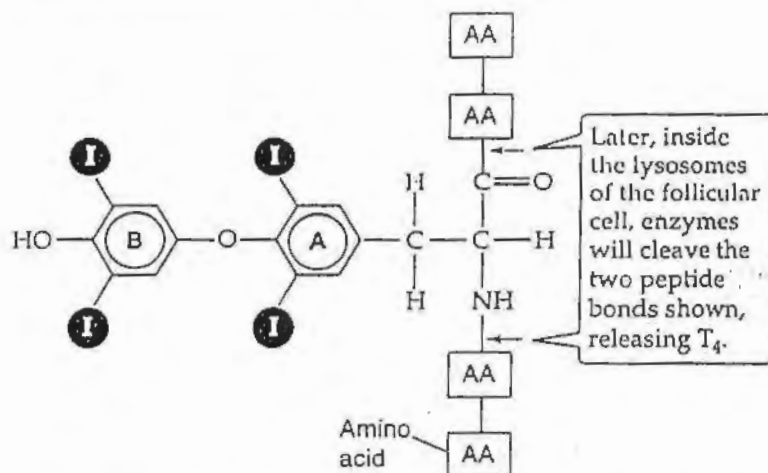 AA
AA
Later, inside
the lysosomes
of the follicular
cell, enzymes
will cleave the
two peptide
bonds shown,
releasing T₄.
I I
H C=O
HO B O A C C H
I I
H NH
AA
Amino
acid
AA